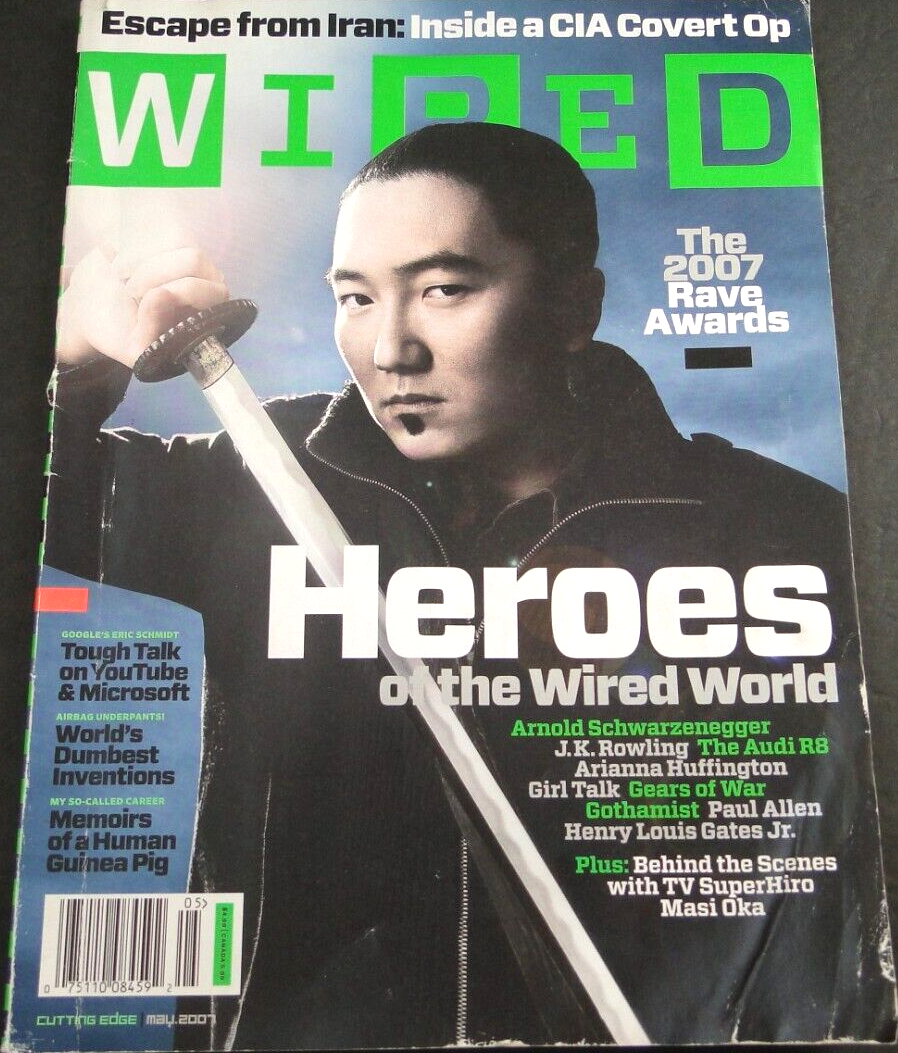 Escape from Iran: Inside a CIA Covert Op
WIRED
The
2007
Rave
Awards
Heroes
of the Wired World
Arnold Schwarzenegger
J.K. Rowling The Audi R8
Arianna Huffington
Girl Talk Gears of War
Gothamist Paul Allen
Henry Louis Gates Jr.
Plus: Behind the Scenes
with TV SuperHiro
Masi Oka
GOOGLE'S ERIC SCHMIDT
Tough Talk
on YouTube
& Microsoft
AIRBAG UNDERPANTS!
World's
Dumbest
Inventions
MY SO-CALLED CAREER
Memoirs
of a Human
Guinea Pig
05>
0 75110 08459 2
CUTTING EDGE | MAY.2007